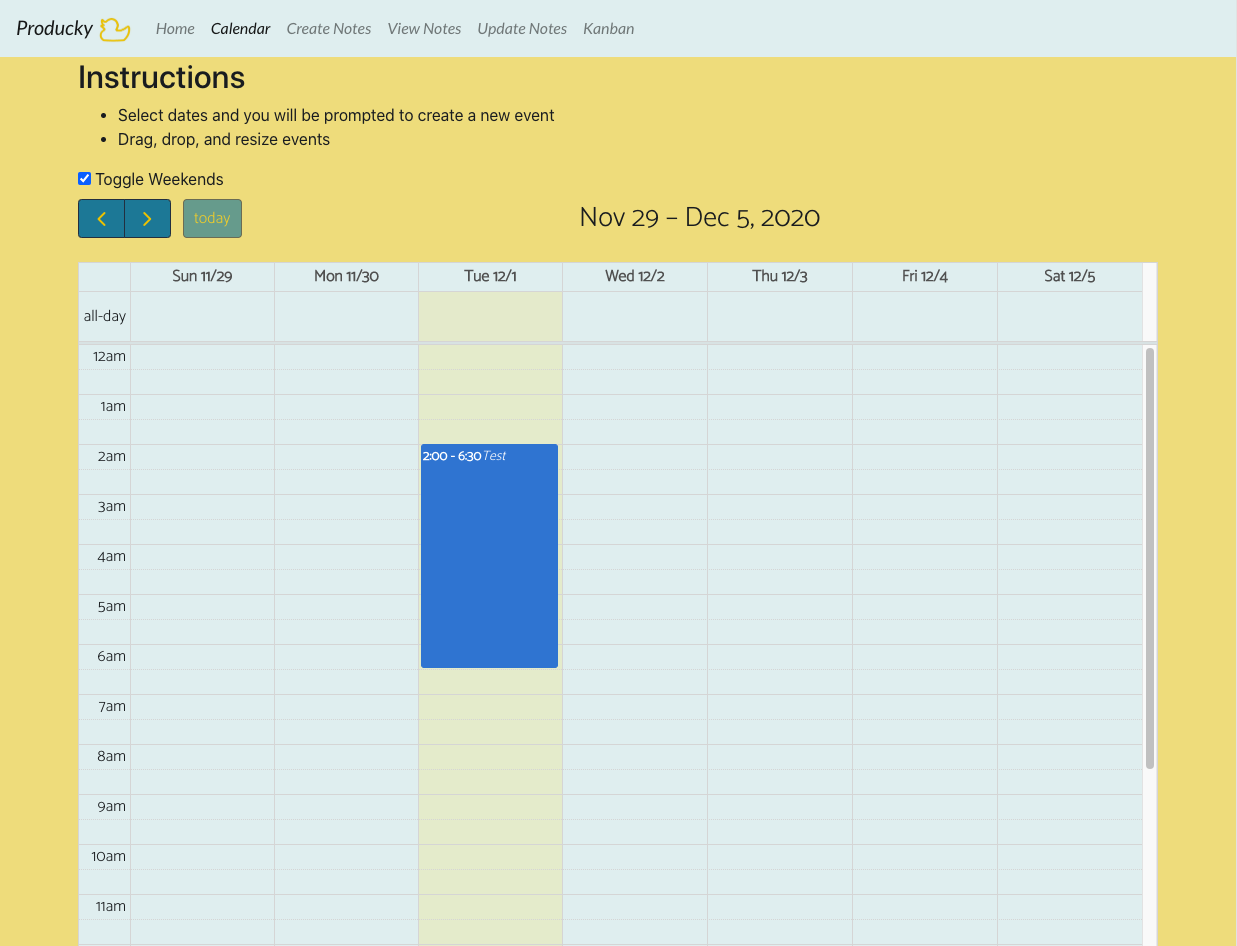 Producky Home Calendar Create Notes View Notes Update Notes Kanban
Instructions
Select dates and you will be prompted to create a new event
Drag, drop, and resize events
Toggle Weekends
today
Nov 29 – Dec 5, 2020
Sun 11/29 Mon 11/30 Tue 12/1 Wed 12/2 Thu 12/3 Fri 12/4 Sat 12/5
all-day
12am
1am
2am
2:00 - 6:30 Test
3am
4am
5am
6am
7am
8am
9am
10am
11am